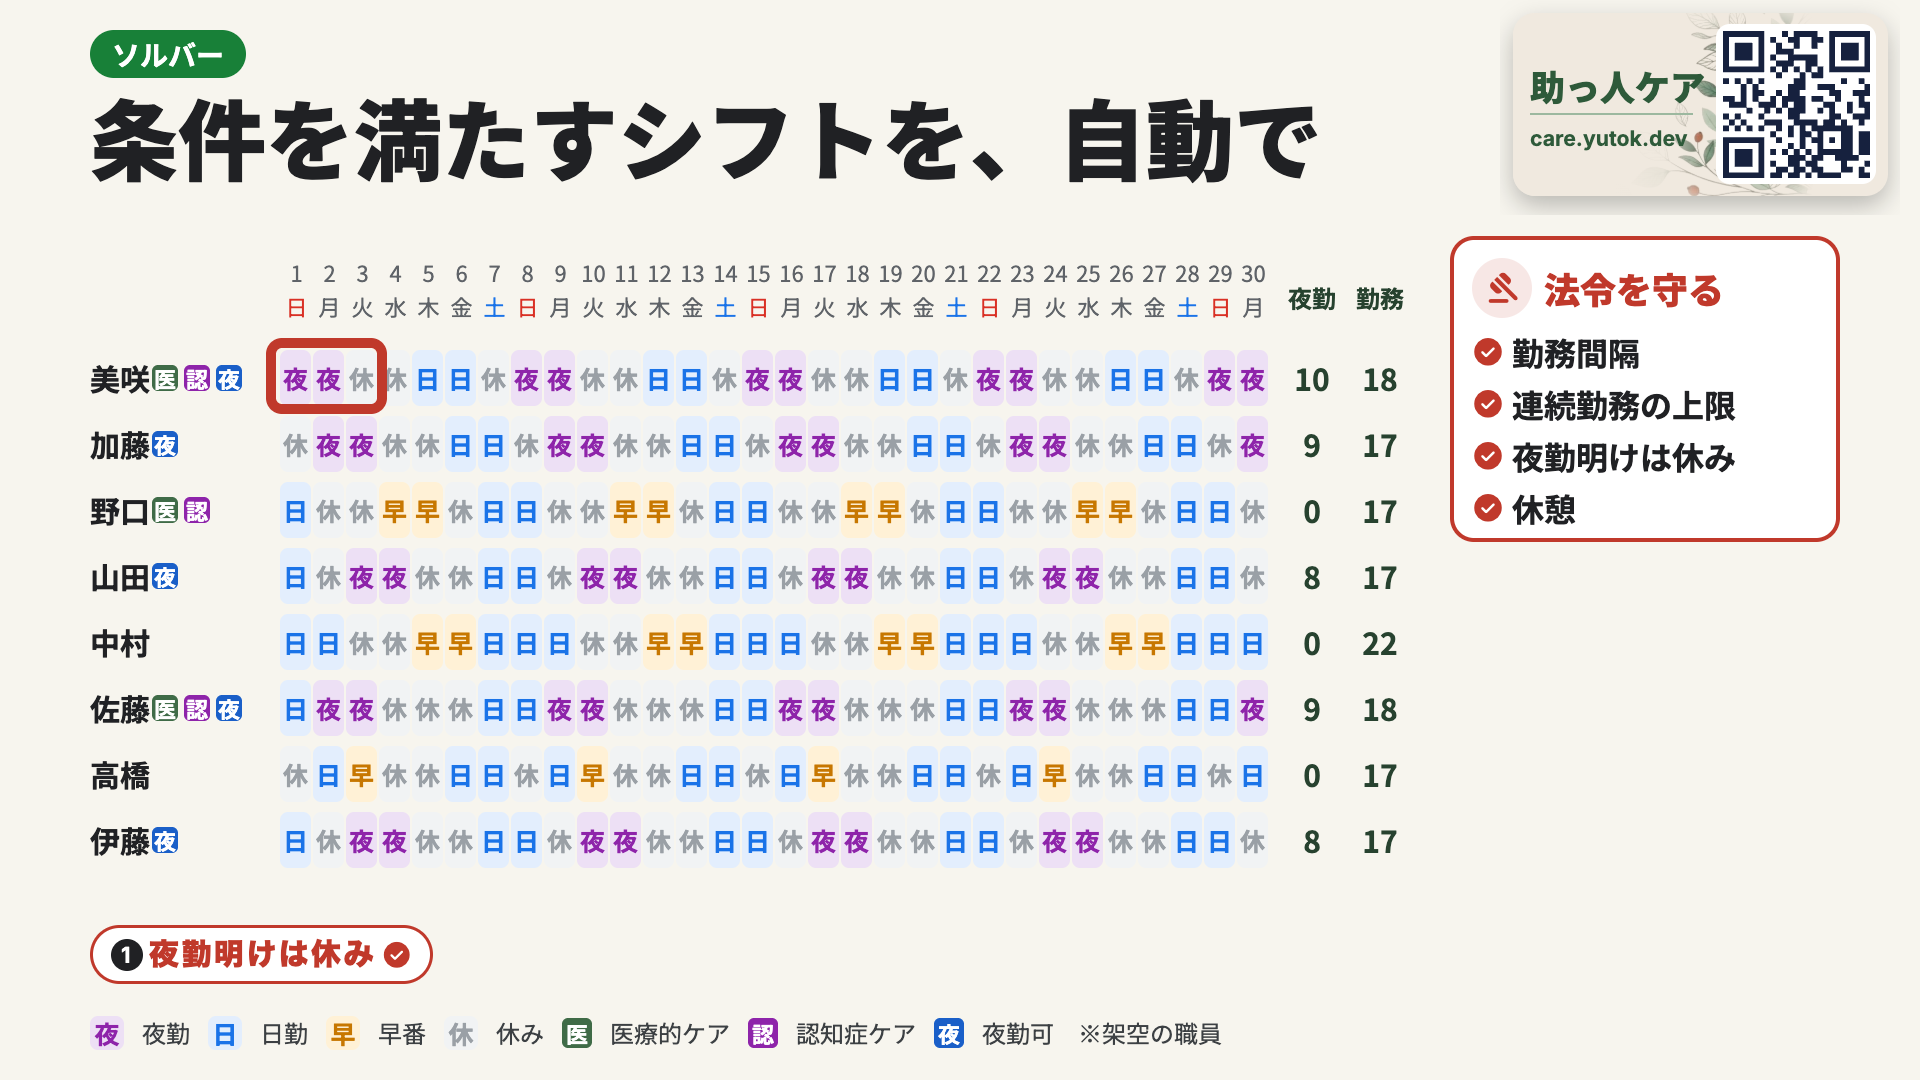 ソルバー
条件を満たすシフトを、自動で
助っ人ケア
care.yutok.dev
1 2 3 4 5 6 7 8 9 10 11 12 13 14 15 16 17 18 19 20 21 22 23 24 25 26 27 28 29 30
日 月 火 水 木 金 土 日 月 火 水 木 金 土 日 月 火 水 木 金 土 日 月 火 水 木 金 土 日 月 夜勤 勤務
美咲 医 認 夜 夜 夜 休 休 日 日 休 夜 夜 休 休 日 日 休 夜 夜 休 休 日 日 休 夜 夜 休 休 日 日 休 夜 夜 10 18
加藤 夜 休 夜 夜 休 休 日 日 休 夜 夜 休 休 日 日 休 夜 夜 休 休 日 日 休 夜 夜 休 休 日 日 休 夜 9 17
野口 医 認 日 休 休 早 早 休 日 日 休 休 早 早 休 日 日 休 休 早 早 休 日 日 休 休 早 早 休 日 日 休 0 17
山田 夜 日 休 夜 夜 休 休 日 日 休 夜 夜 休 休 日 日 休 夜 夜 休 休 日 日 休 夜 夜 休 休 日 日 休 8 17
中村 日 日 休 休 早 早 日 日 日 休 休 早 早 日 日 日 休 休 早 早 日 日 日 休 休 早 早 日 日 日 0 22
佐藤 医 認 夜 日 夜 夜 休 休 休 日 日 夜 夜 休 休 休 日 日 夜 夜 休 休 休 日 日 夜 夜 休 休 休 日 日 夜 9 18
高橋 休 日 早 休 休 日 日 休 日 早 休 休 日 日 休 日 早 休 休 日 日 休 日 早 休 休 日 日 休 日 0 17
伊藤 夜 日 休 夜 夜 休 休 日 日 休 夜 夜 休 休 日 日 休 夜 夜 休 休 日 日 休 夜 夜 休 休 日 日 休 8 17
法令を守る
勤務間隔
連続勤務の上限
夜勤明けは休み
休憩
1 夜勤明けは休み
夜 夜勤 日 日勤 早 早番 休 休み 医 医療的ケア 認 認知症ケア 夜 夜勤可 ※架空の職員